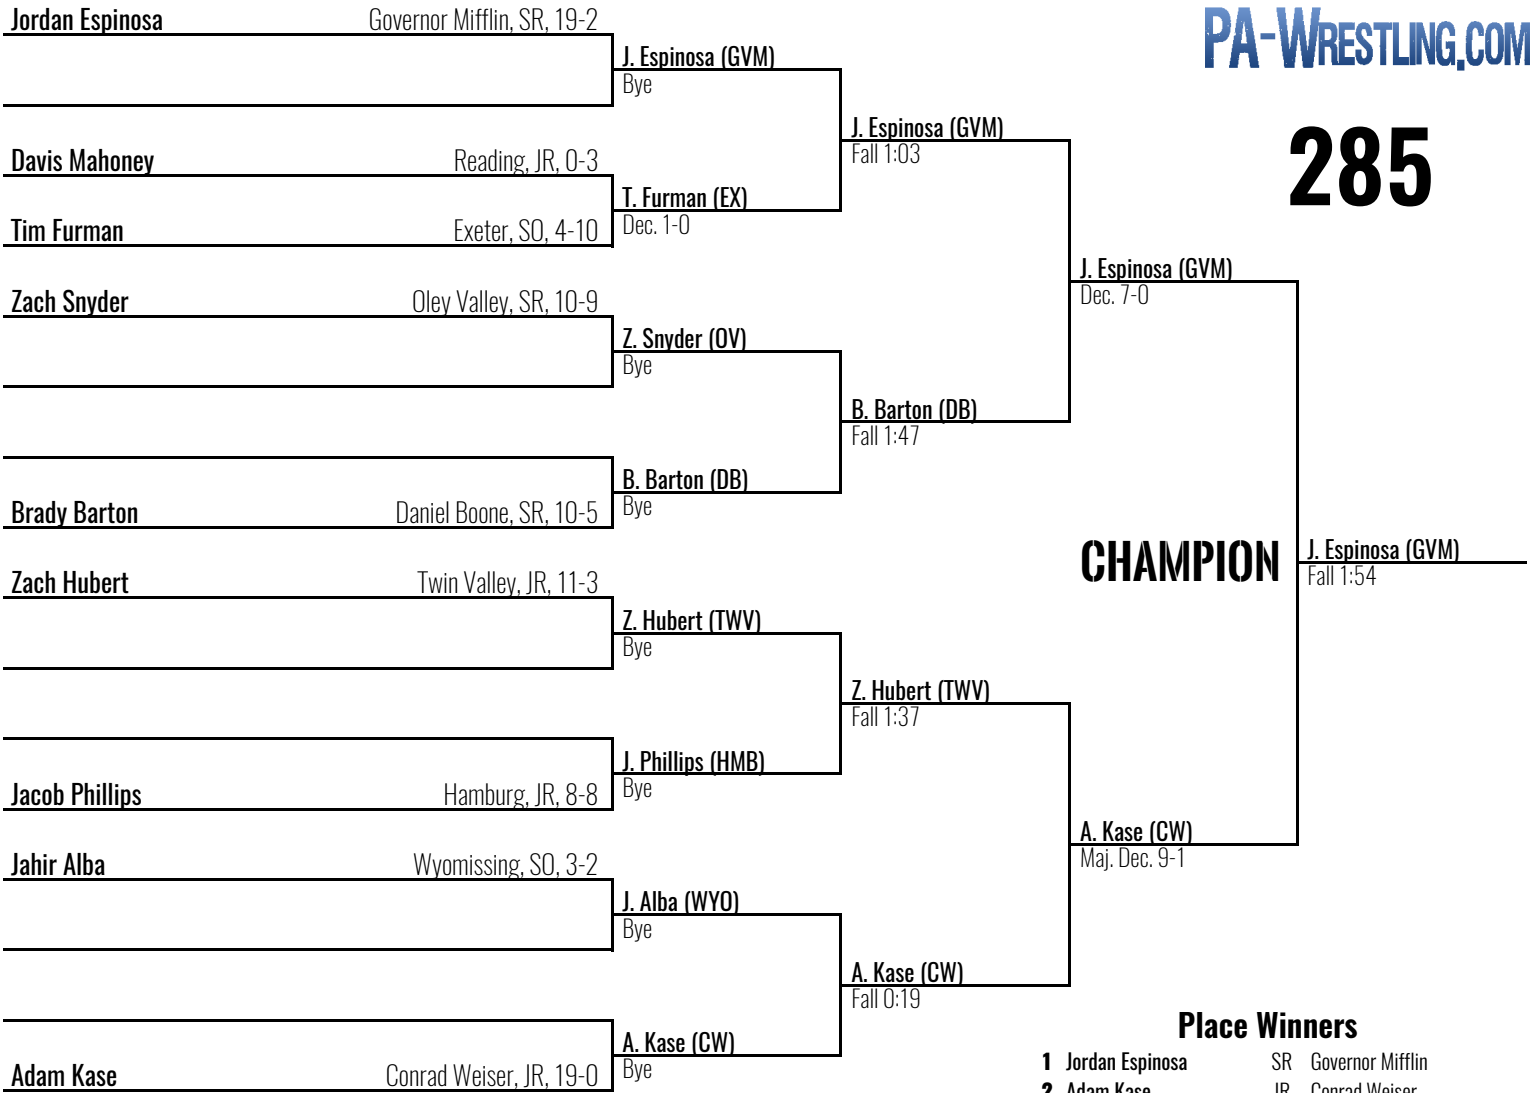 Jordan Espinosa Governor Mifflin, SR, 19-2
PA-WRESTLING.COM
J. Espinosa (GVM)
Bye
285
J. Espinosa (GVM)
Fall 1:03
Davis Mahoney Reading, JR, 0-3
T. Furman (EX)
Dec. 1-0
Tim Furman Exeter, SO, 4-10
J. Espinosa (GVM)
Dec. 7-0
Zach Snyder Oley Valley, SR, 10-9
Z. Snyder (OV)
Bye
B. Barton (DB)
Fall 1:47
B. Barton (DB)
Bye
Brady Barton Daniel Boone, SR, 10-5
CHAMPION
J. Espinosa (GVM)
Fall 1:54
Zach Hubert Twin Valley, JR, 11-3
Z. Hubert (TWV)
Bye
Z. Hubert (TWV)
Fall 1:37
J. Phillips (HMB)
Bye
Jacob Phillips Hamburg, JR, 8-8
A. Kase (CW)
Maj. Dec. 9-1
Jahir Alba Wyomissing, SO, 3-2
J. Alba (WYO)
Bye
A. Kase (CW)
Fall 0:19
A. Kase (CW)
Bye
Adam Kase Conrad Weiser, JR, 19-0
Place Winners
1 Jordan Espinosa SR Governor Mifflin
2 Adam Kase JR Conrad Weiser